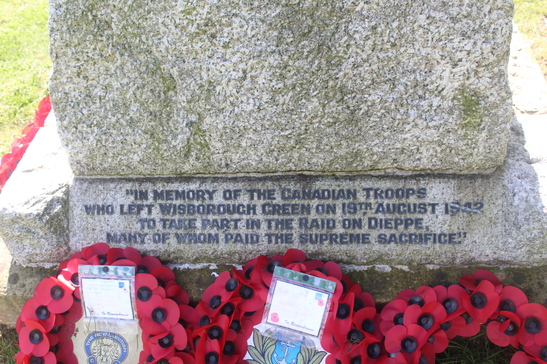 "IN MEMORY OF THE CANADIAN TROOPS
WHO LEFT WISBOROUGH GREEN ON 19TH AUGUST 1942
TO TAKE PART IN THE RAID ON DIEPPE,
MANY OF WHOM PAID THE SUPREME SACRIFICE."